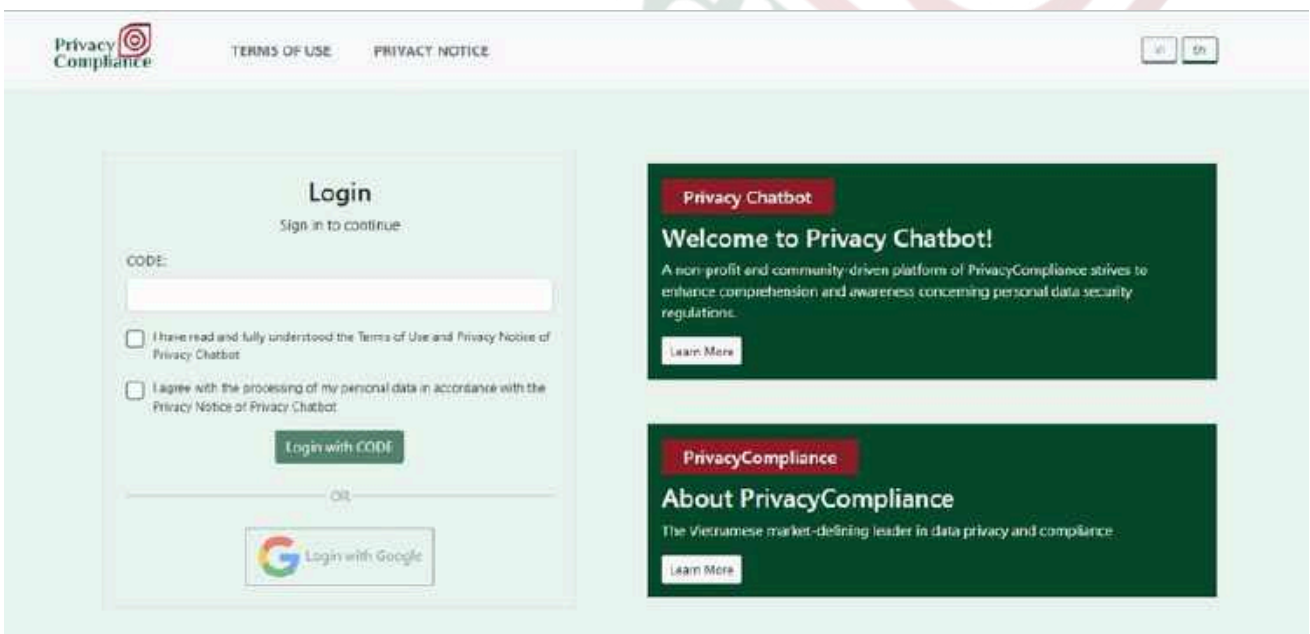 Privacy
Compliance
TERMS OF USE
PRIVACY NOTICE
vi
en
Login
Sign in to continue
CODE:
I have read and fully understood the Terms of Use and Privacy Notice of
Privacy Chatbot
I agree with the processing of my personal data in accordance with the
Privacy Notice of Privacy Chatbot
Login with CODE
OR
Login with Google
Privacy Chatbot
Welcome to Privacy Chatbot!
A non-profit and community-driven platform of PrivacyCompliance strives to
enhance comprehension and awareness concerning personal data security
regulations.
Learn More
PrivacyCompliance
About PrivacyCompliance
The Vietnamese market-defining leader in data privacy and compliance
Learn More